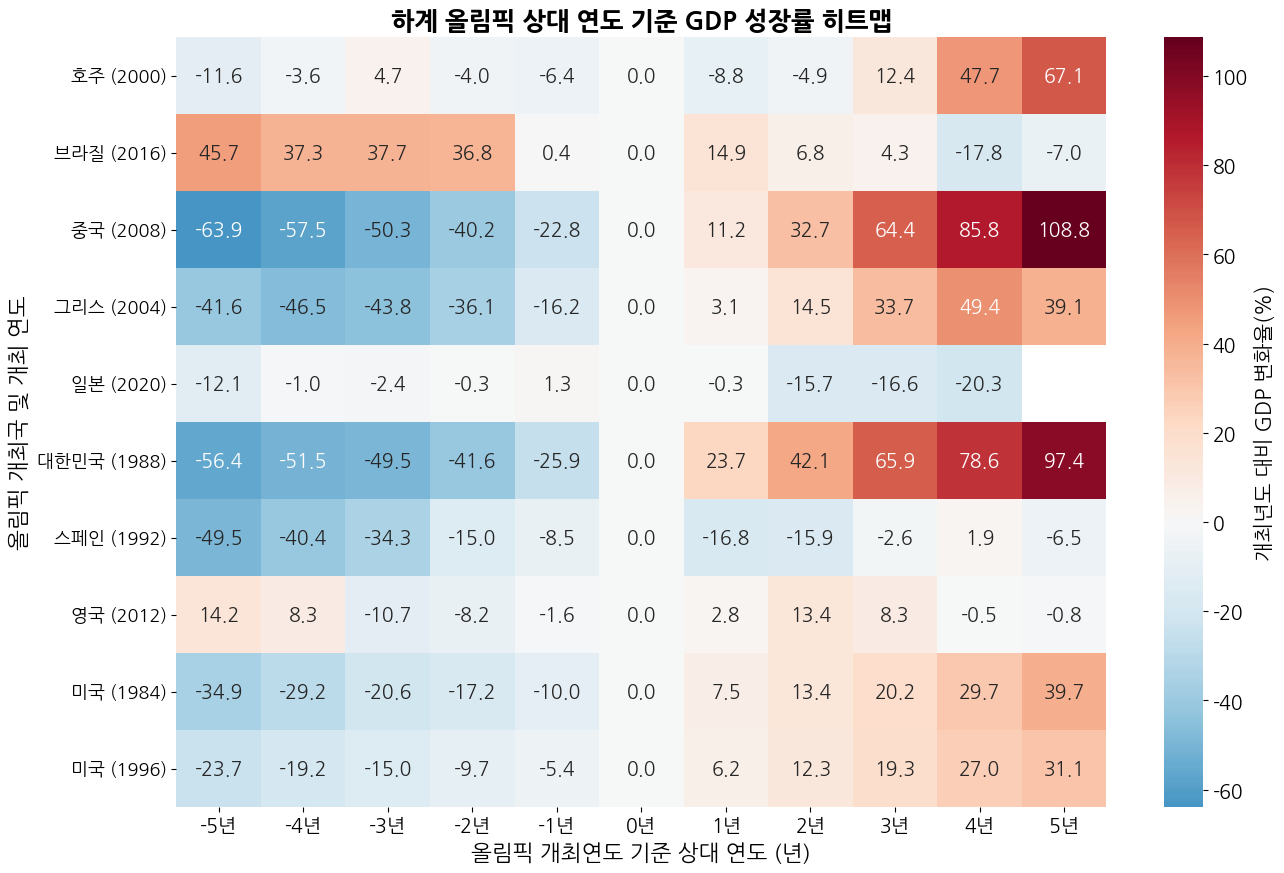 하계 올림픽 상대 연도 기준 GDP 성장률 히트맵
올림픽 개최국 및 개최 연도
호주 (2000) -11.6 -3.6 4.7 -4.0 -6.4 0.0 -8.8 -4.9 12.4 47.7 67.1
브라질 (2016) 45.7 37.3 37.7 36.8 0.4 0.0 14.9 6.8 4.3 -17.8 -7.0
중국 (2008) -63.9 -57.5 -50.3 -40.2 -22.8 0.0 11.2 32.7 64.4 85.8 108.8
그리스 (2004) -41.6 -46.5 -43.8 -36.1 -16.2 0.0 3.1 14.5 33.7 49.4 39.1
일본 (2020) -12.1 -1.0 -2.4 -0.3 1.3 0.0 -0.3 -15.7 -16.6 -20.3
대한민국 (1988) -56.4 -51.5 -49.5 -41.6 -25.9 0.0 23.7 42.1 65.9 78.6 97.4
스페인 (1992) -49.5 -40.4 -34.3 -15.0 -8.5 0.0 -16.8 -15.9 -2.6 1.9 -6.5
영국 (2012) 14.2 8.3 -10.7 -8.2 -1.6 0.0 2.8 13.4 8.3 -0.5 -0.8
미국 (1984) -34.9 -29.2 -20.6 -17.2 -10.0 0.0 7.5 13.4 20.2 29.7 39.7
미국 (1996) -23.7 -19.2 -15.0 -9.7 -5.4 0.0 6.2 12.3 19.3 27.0 31.1
-5년 -4년 -3년 -2년 -1년 0년 1년 2년 3년 4년 5년
올림픽 개최연도 기준 상대 연도 (년)
100
80
60
40
20
0
-20
-40
-60
개최년도 대비 GDP 변화율(%)